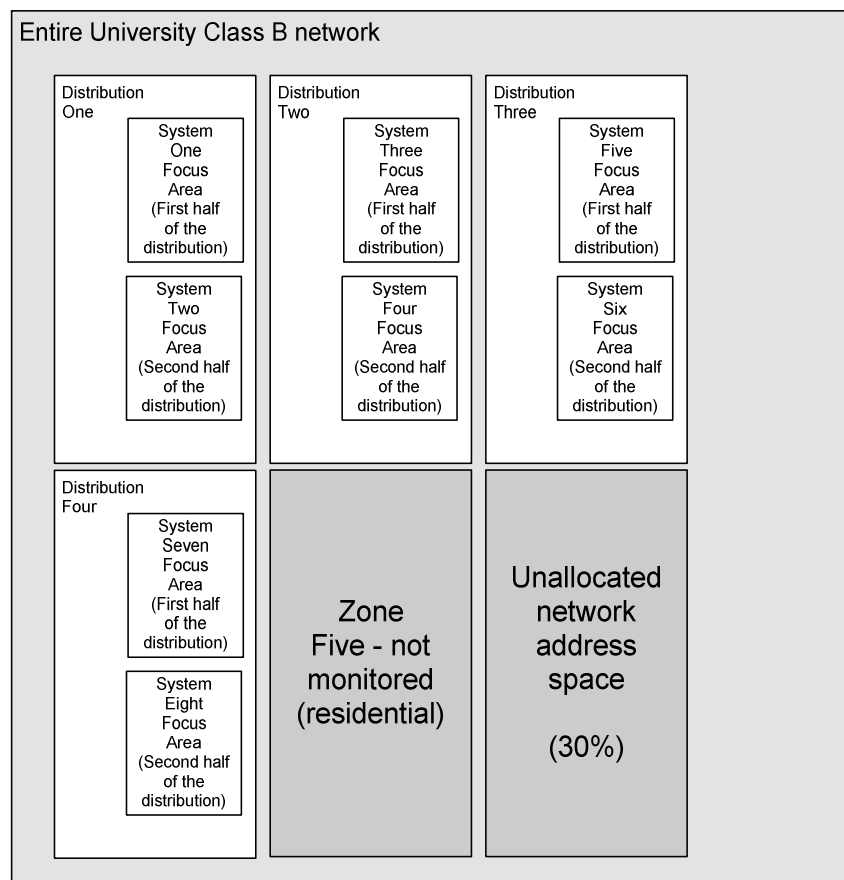 Entire University Class B network
Distribution
One
System
One
Focus
Area
(First half
of the
distribution)
System
Two
Focus
Area
(Second half
of the
distribution)
Distribution
Two
System
Three
Focus
Area
(First half
of the
distribution)
System
Four
Focus
Area
(Second half
of the
distribution)
Distribution
Three
System
Five
Focus
Area
(First half
of the
distribution)
System
Six
Focus
Area
(Second half
of the
distribution)
Distribution
Four
System
Seven
Focus
Area
(First half
of the
distribution)
System
Eight
Focus
Area
(Second half
of the
distribution)
Zone
Five - not
monitored
(residential)
Unallocated
network
address
space
(30%)